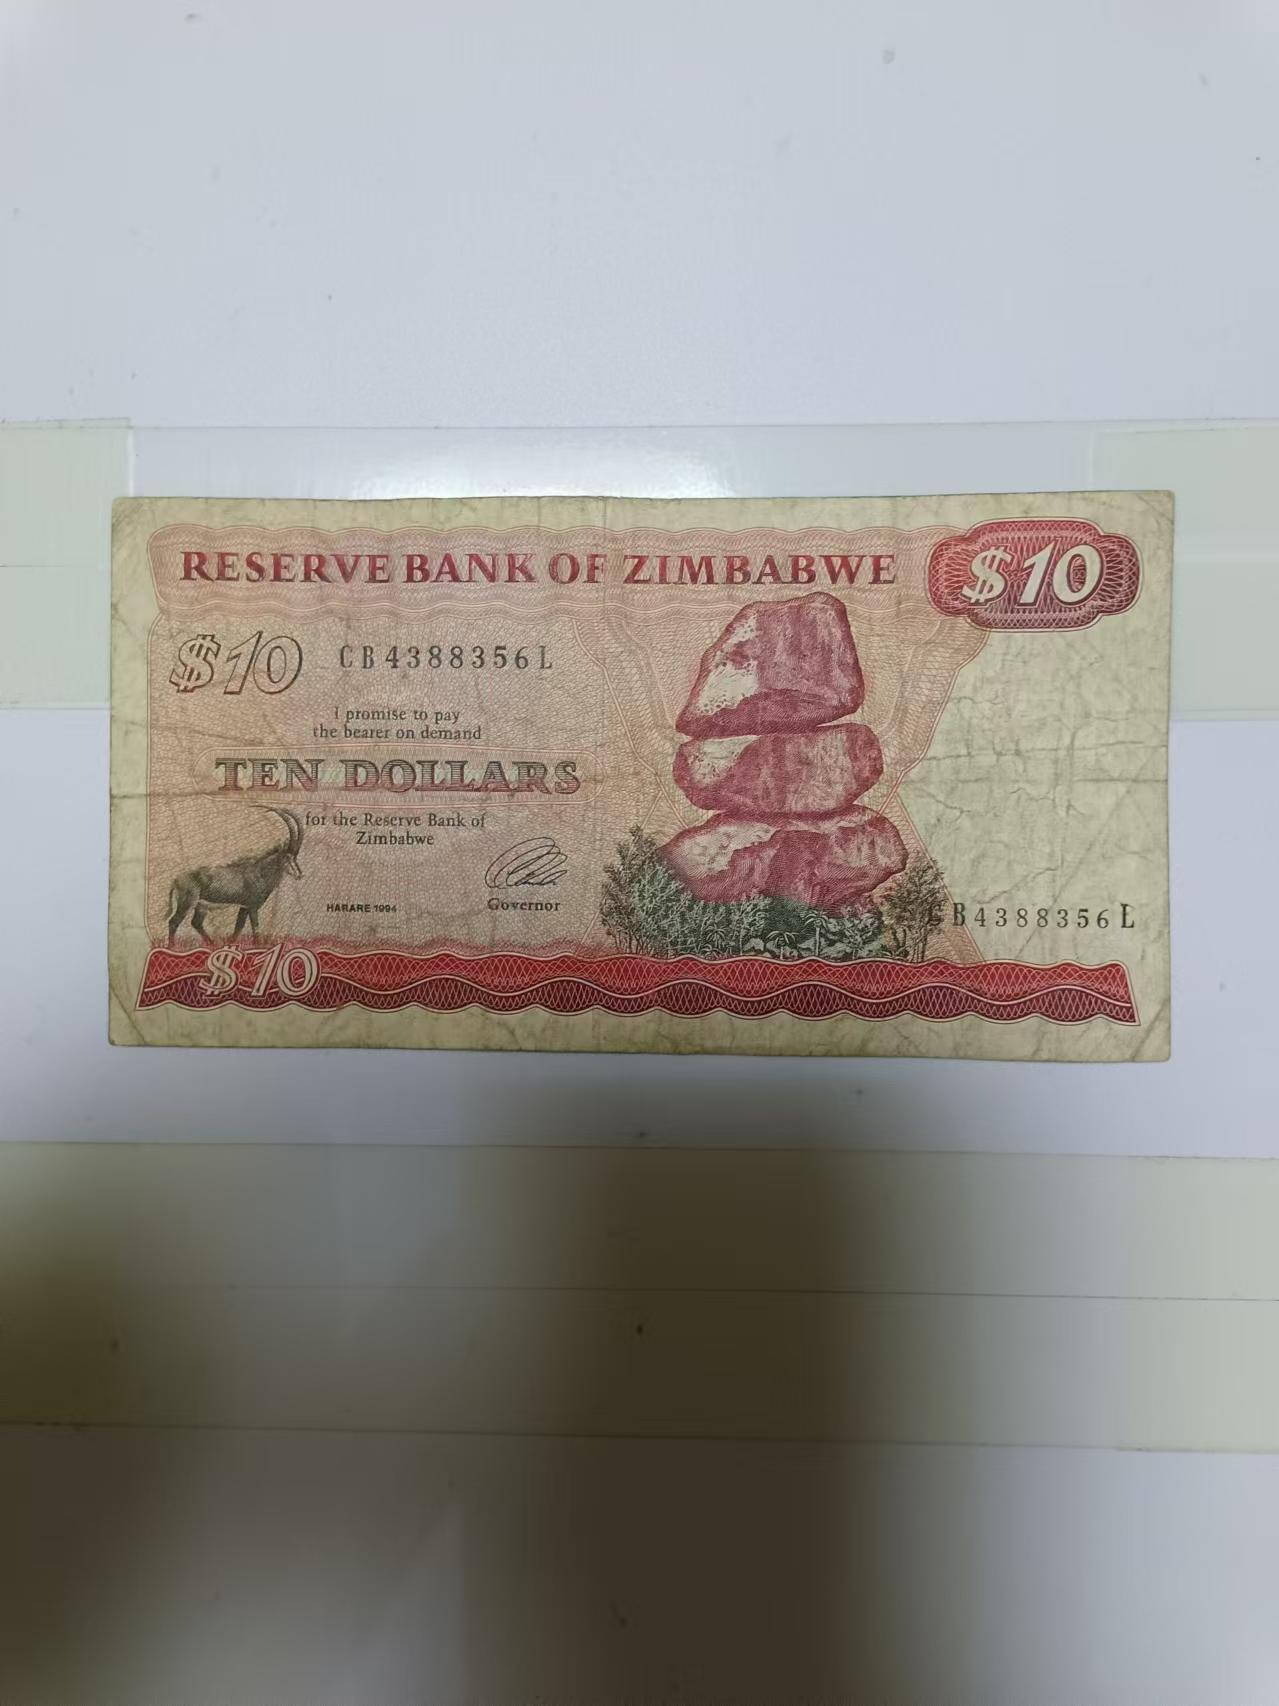 RESERVE BANK OF ZIMBABWE
$10
$10 CB4388356L
I promise to pay
the bearer on demand
TEN DOLLARS
for the Reserve Bank of
Zimbabwe
HARARE 1994
Governor
CB4388356L
$10